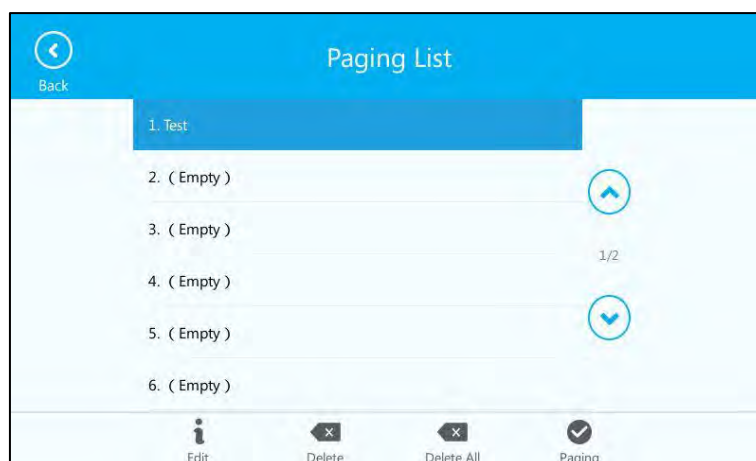 Paging List
Back
1. Test
2. ( Empty )
3. ( Empty )
1/2
4. ( Empty )
5. ( Empty )
6. ( Empty )
Edit Delete Delete All Paging